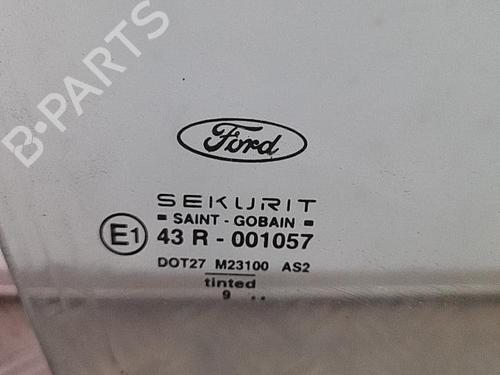 B-PARTS
Ford
SEKURIT
SAINT - GOBAIN
E1 43 R - 001057
DOT27 M23100 AS2
tinted
9 ..